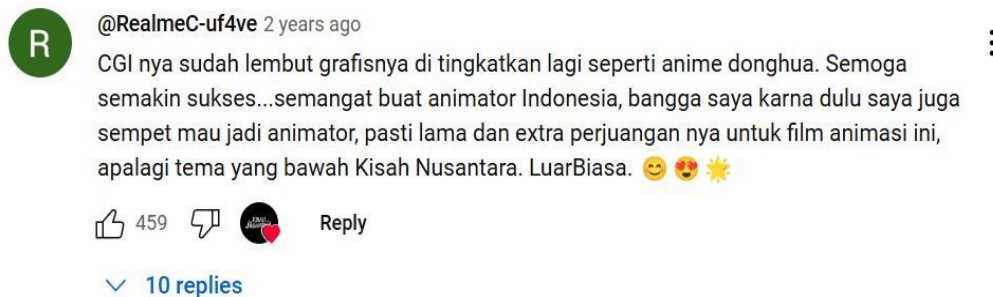 R
@RealmeC-uf4ve 2 years ago
CGI nya sudah lembut grafisnya di tingkatkan lagi seperti anime donghua. Semoga
semakin sukses...semangat buat animator Indonesia, bangga saya karna dulu saya juga
sempet mau jadi animator, pasti lama dan extra perjuangan nya untuk film animasi ini,
apalagi tema yang bawah Kisah Nusantara. LuarBiasa. 😊 😍 🌟
459 Reply
10 replies